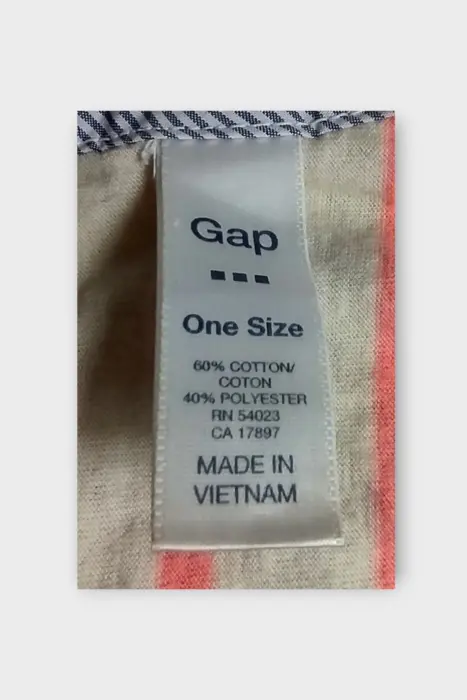 Gap
One Size
60% COTTON/
COTON
40% POLYESTER
RN 54023
CA 17897
MADE IN
VIETNAM